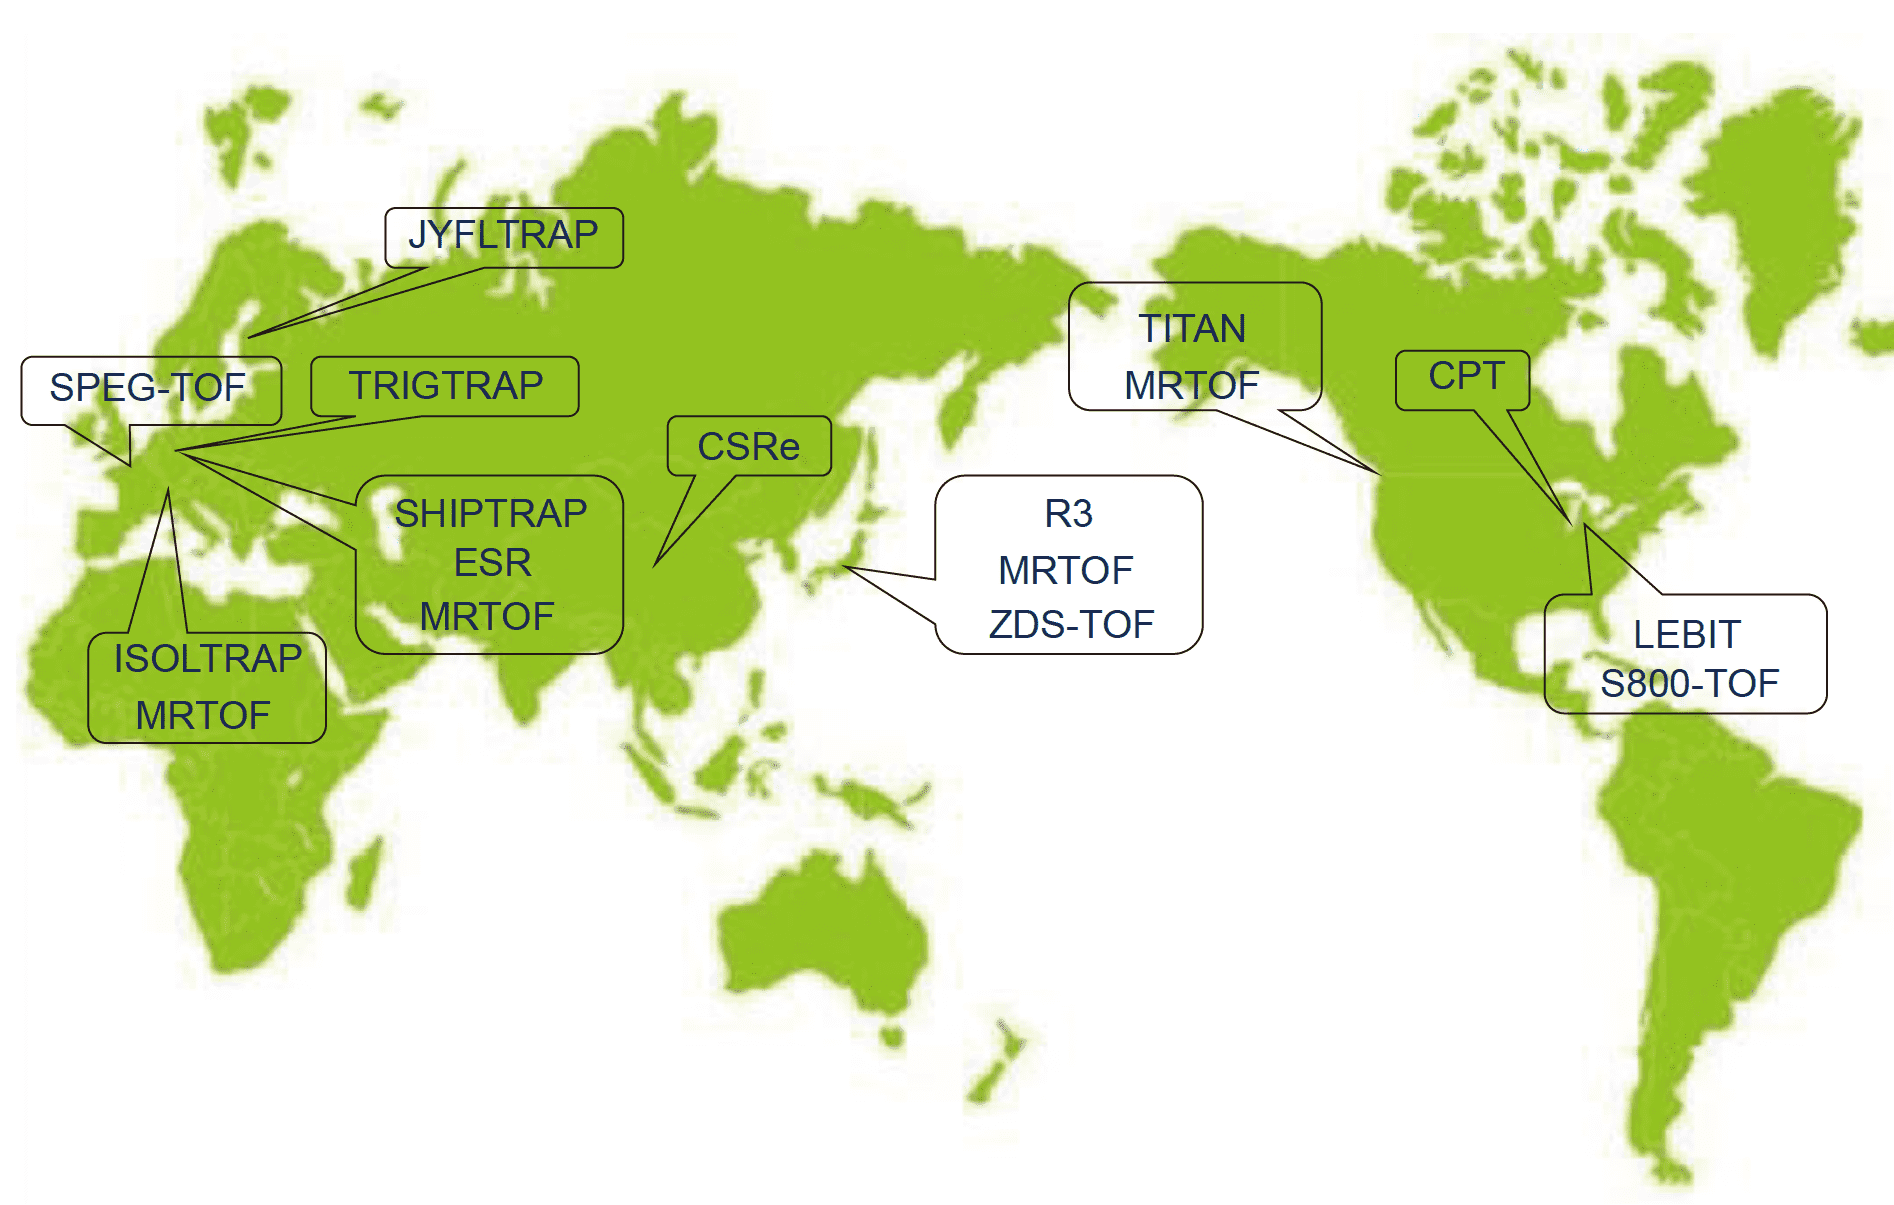 JYFLTRAP
SPEG-TOF
TRIGTRAP
CSRe
SHIPTRAP
ESR
MRTOF
ISOLTRAP
MRTOF
R3
MRTOF
ZDS-TOF
TITAN
MRTOF
CPT
LEBIT
S800-TOF